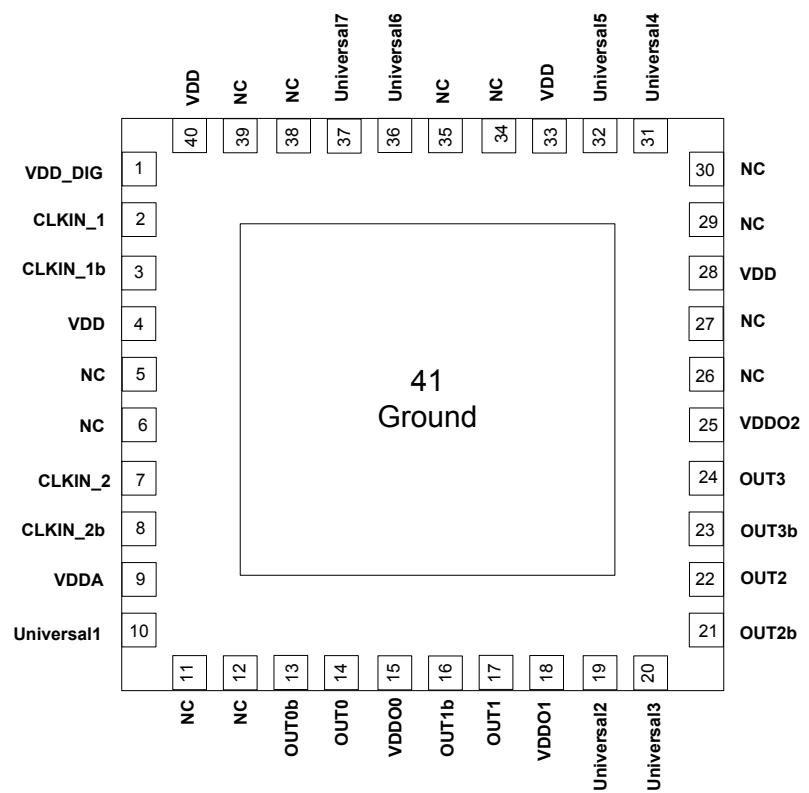 Universal7
Universal6
Universal5
Universal4
VDD
NC
NC
NC
NC
VDD
40
39
38
37
36
35
34
33
32
31
VDD_DIG
1
30
NC
CLKIN_1
2
29
NC
CLKIN_1b
3
28
VDD
VDD
4
27
NC
NC
5
26
NC
NC
6
25
VDDO2
CLKIN_2
7
24
OUT3
CLKIN_2b
8
23
OUT3b
VDDA
9
22
OUT2
Universal1
10
21
OUT2b
41
Ground
11
12
13
14
15
16
17
18
19
20
NC
NC
OUT0b
OUT0
VDDO0
OUT1b
OUT1
VDDO1
Universal2
Universal3